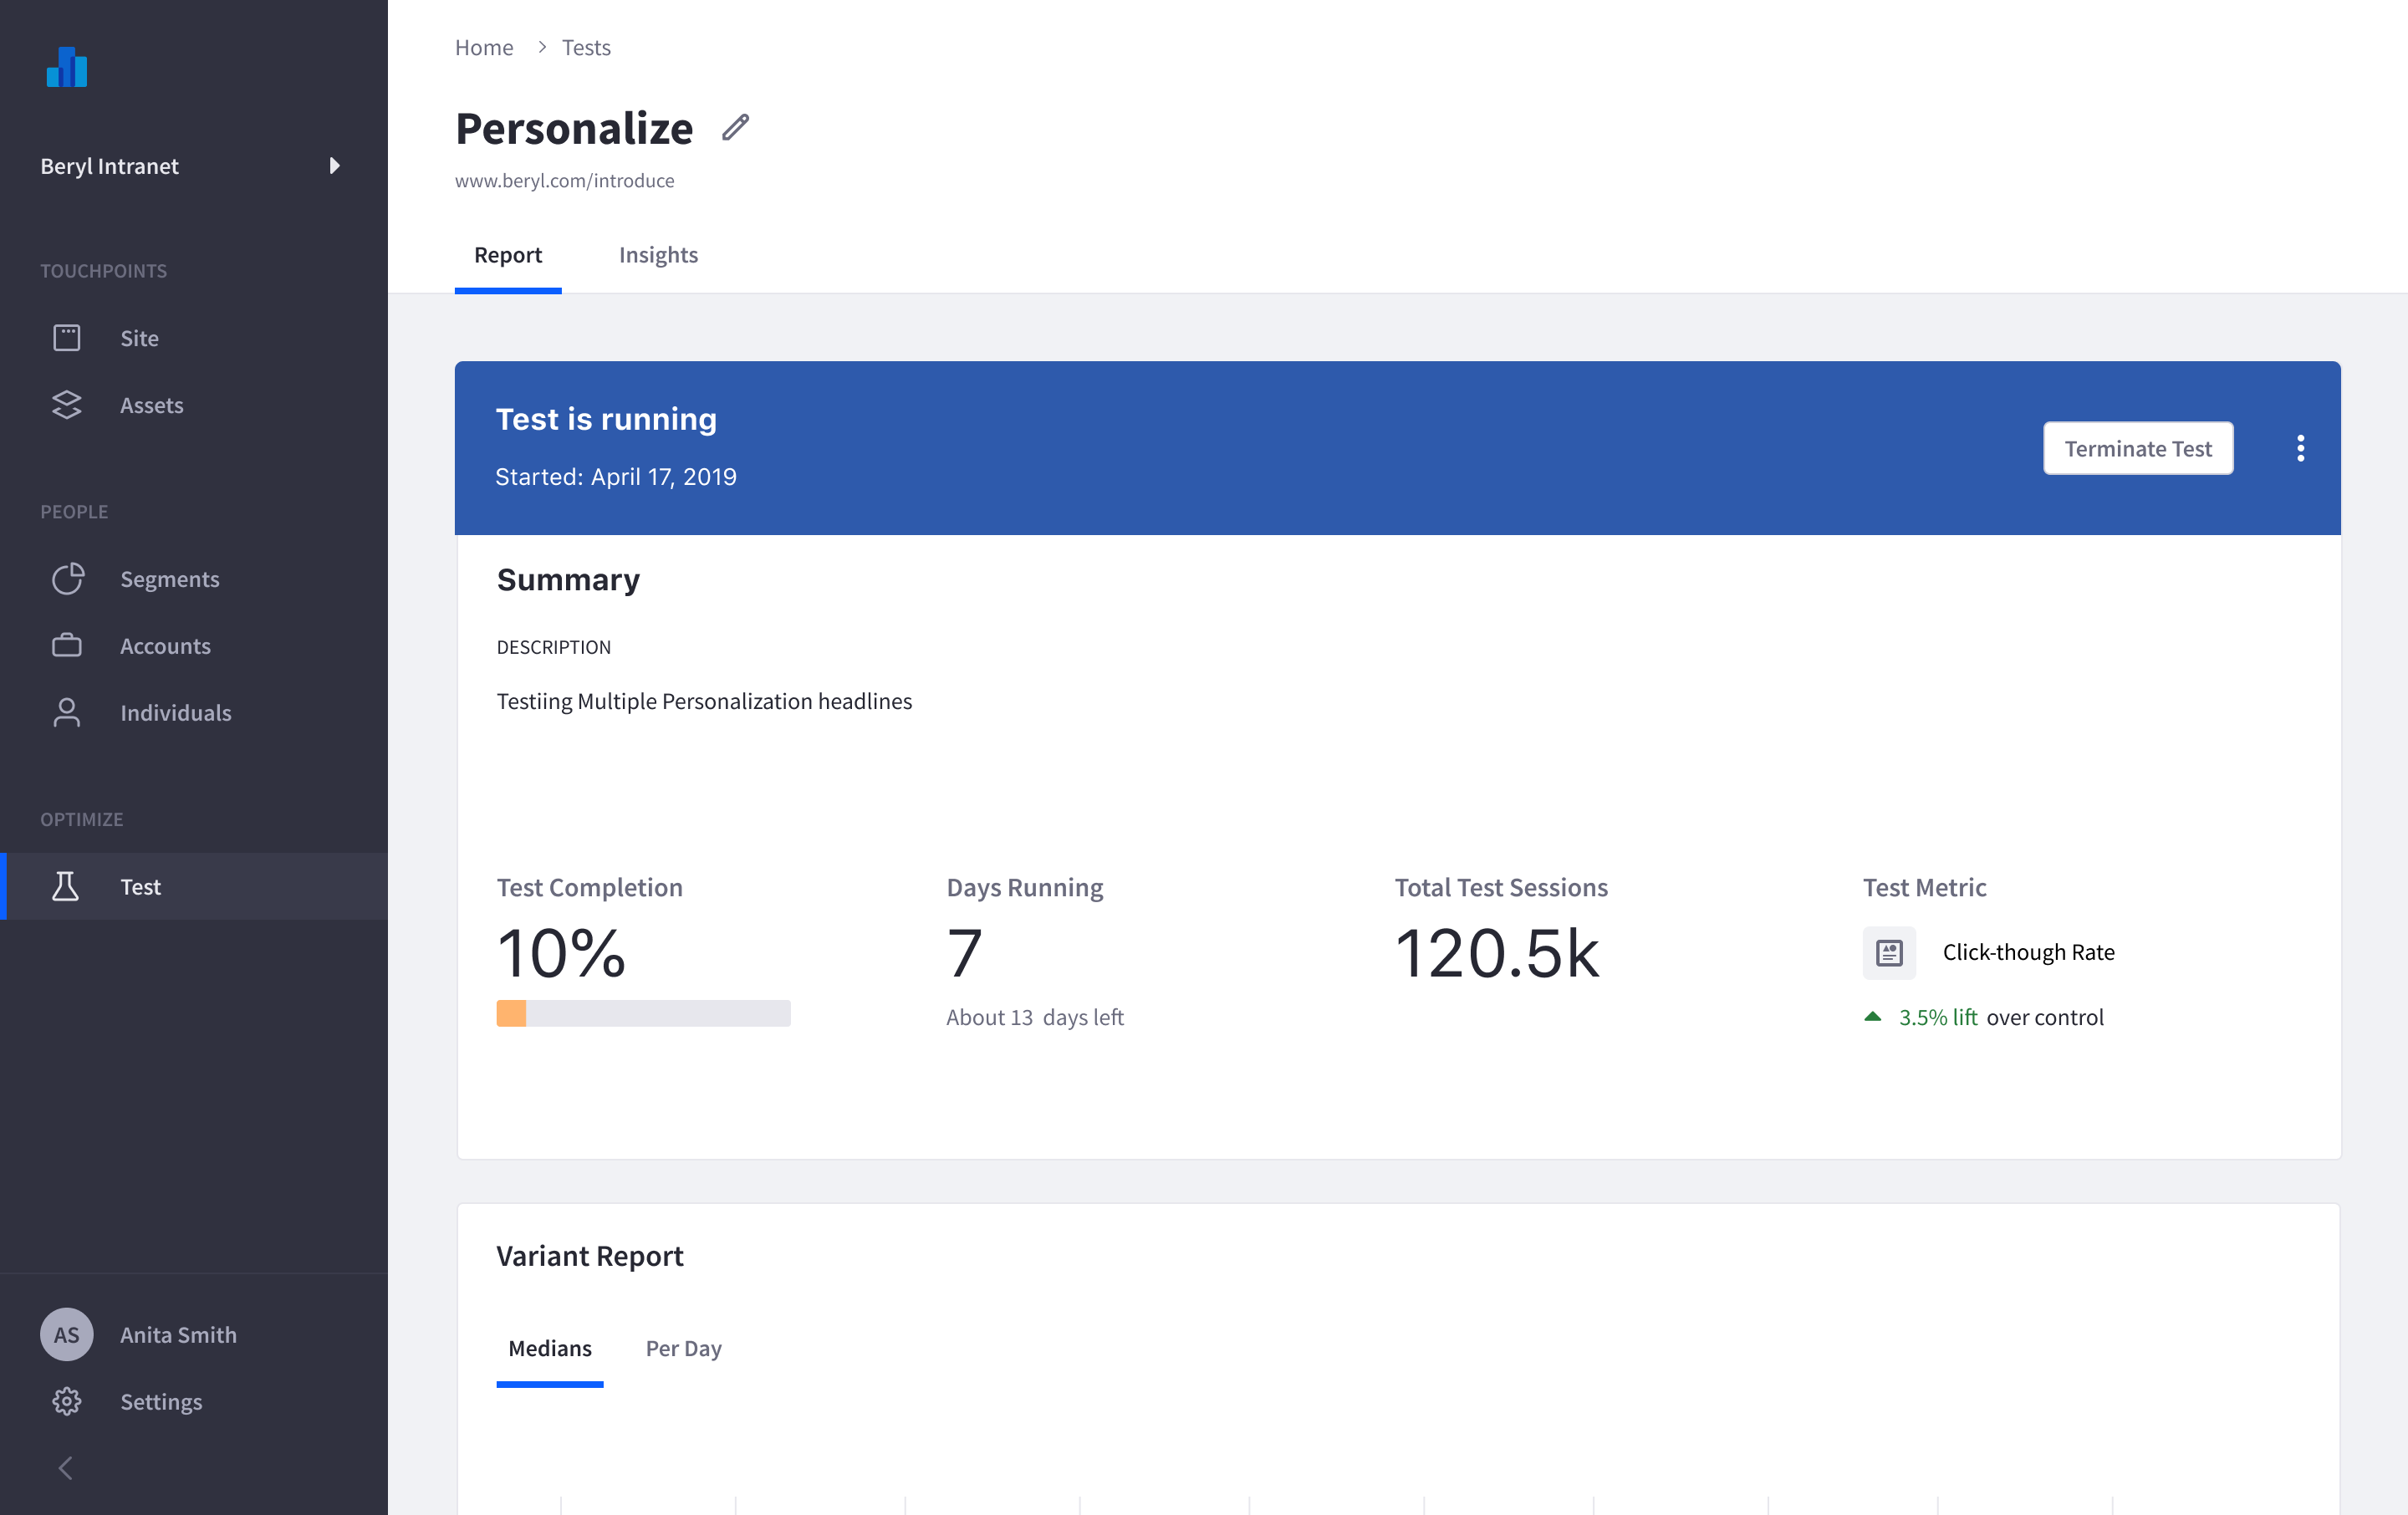 Beryl Intranet
TOUCHPOINTS
Site
Assets
PEOPLE
Segments
Accounts
Individuals
OPTIMIZE
Test
AS Anita Smith
Settings
Home Tests
Personalize
www.beryl.com/introduce
Report Insights
Test is running
Started: April 17, 2019
Terminate Test
Summary
DESCRIPTION
Testiing Multiple Personalization headlines
Test Completion
10%
Days Running
7
About 13 days left
Total Test Sessions
120.5k
Test Metric
Click-though Rate
3.5% lift over control
Variant Report
Medians Per Day